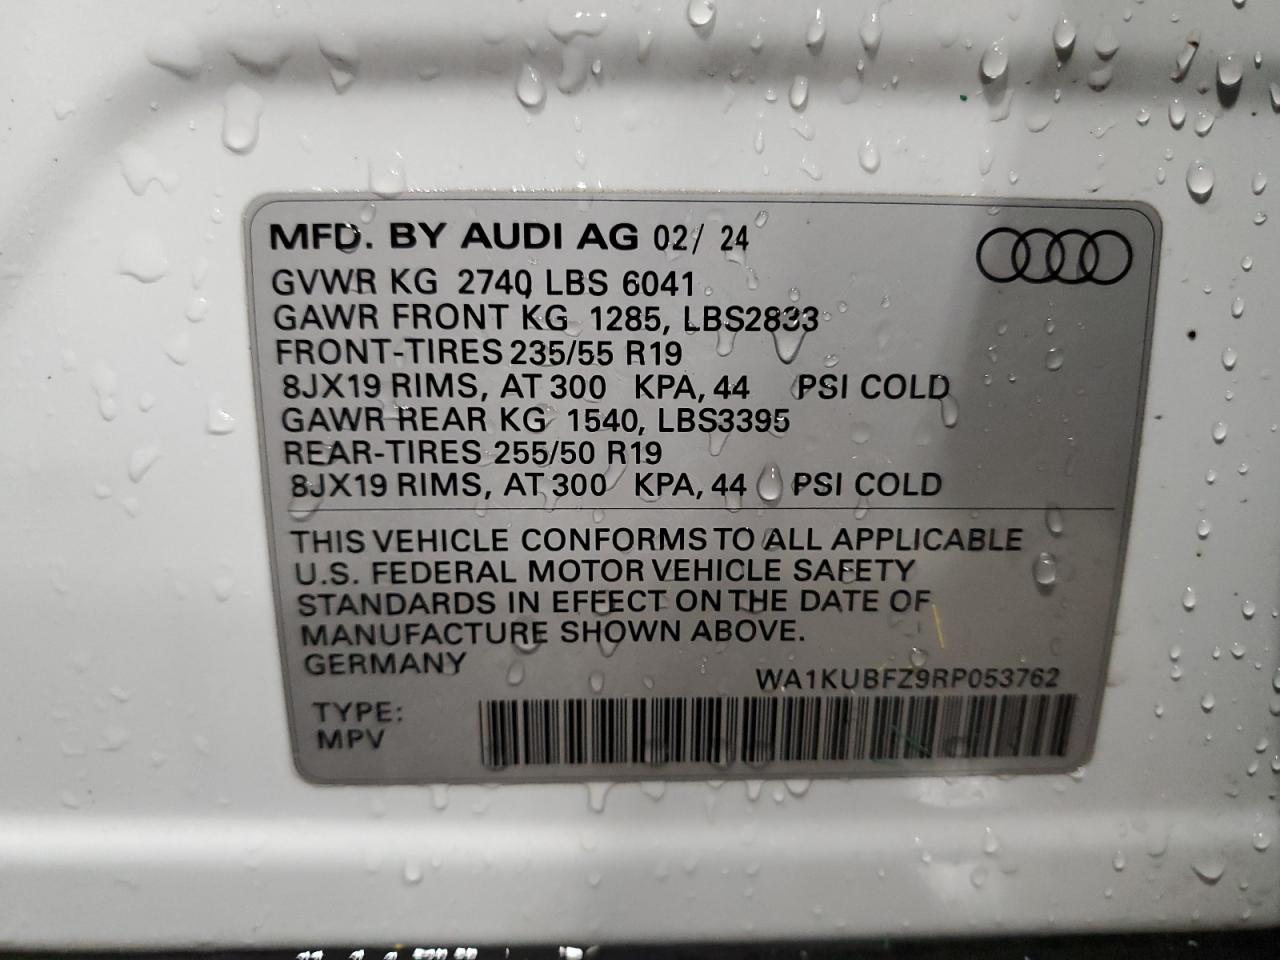 MFD. BY AUDI AG 02/ 24
GVWR KG 2740 LBS 6041
GAWR FRONT KG 1285, LBS2833
FRONT-TIRES 235/55 R19
8JX19 RIMS, AT 300 KPA, 44 PSI COLD
GAWR REAR KG 1540, LBS3395
REAR-TIRES 255/50 R19
8JX19 RIMS, AT 300 KPA, 44 PSI COLD
THIS VEHICLE CONFORMS TO ALL APPLICABLE
U.S. FEDERAL MOTOR VEHICLE SAFETY
STANDARDS IN EFFECT ON THE DATE OF
MANUFACTURE SHOWN ABOVE.
GERMANY
WA1KUBFZ9RP053762
TYPE:
MPV